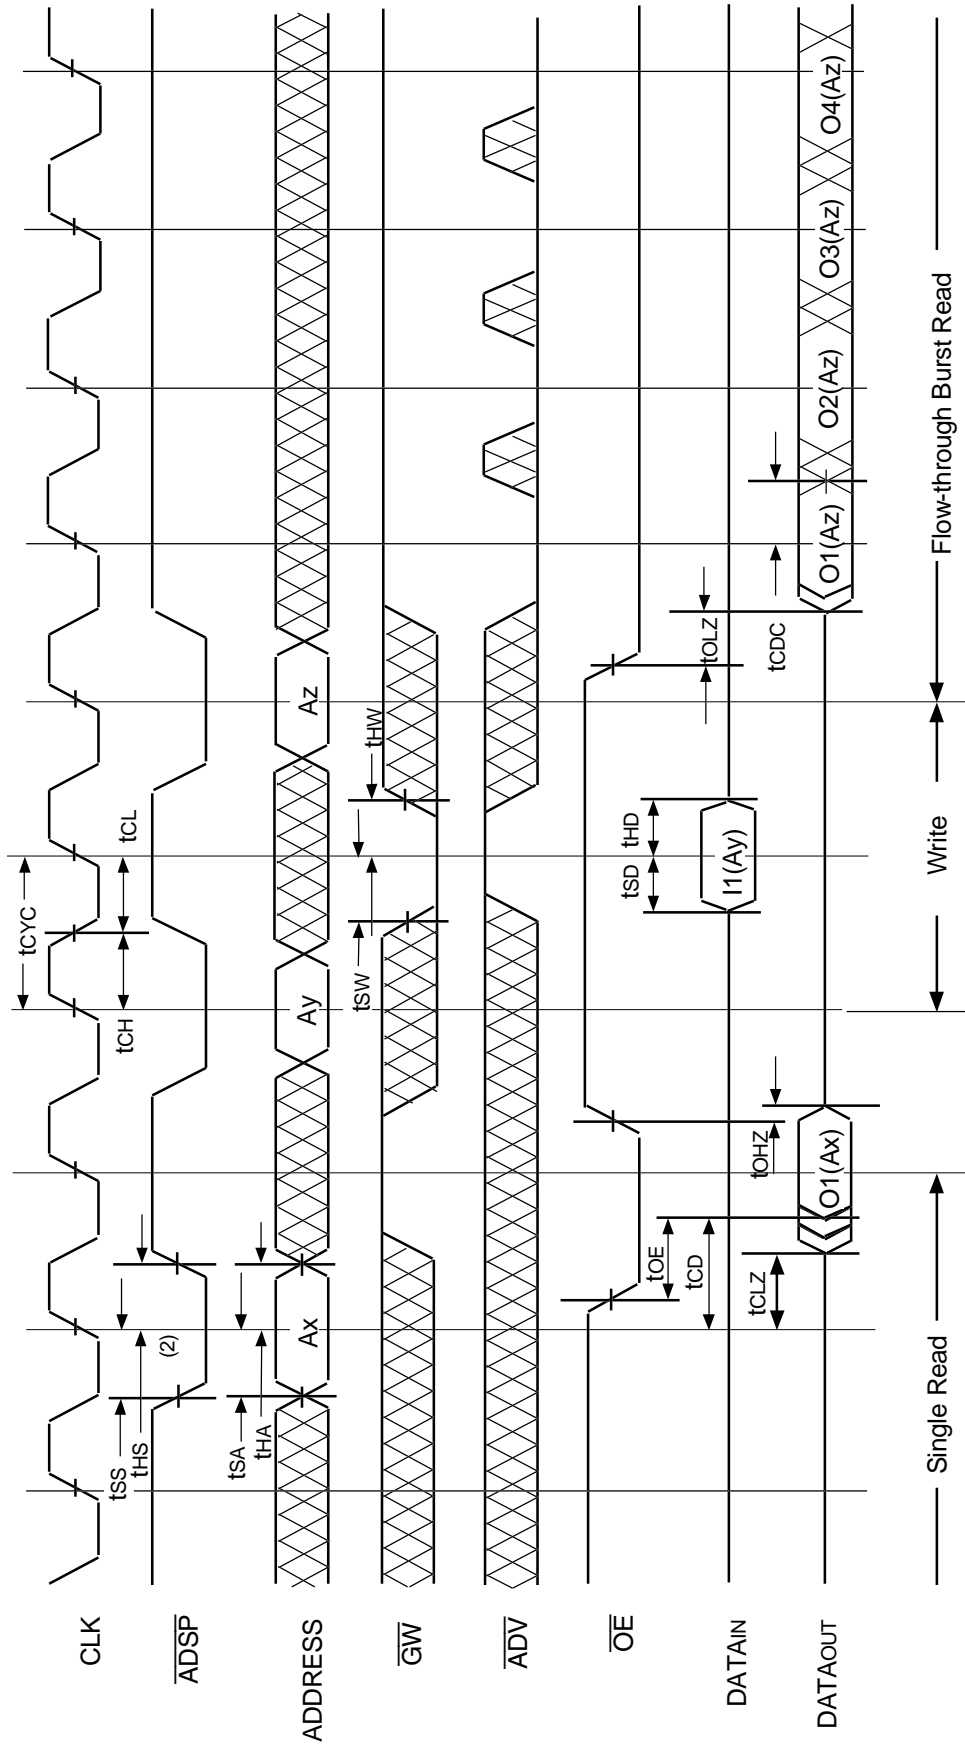 CLK
tCYC
tCH
tCL
ADSP
tSS
tHS
(2)
ADDRESS
tSA
tHA
Ax
Ay
Az
GW
tSW
tHW
ADV
OE
tOE
tOHZ
tOLZ
DATAIN
tSD
tHD
I1(Ay)
tCD
tCLZ
tCDC
DATAOUT
O1(Ax)
O1(Az)
O2(Az)
O3(Az)
O4(Az)
Single Read
Write
Flow-through Burst Read